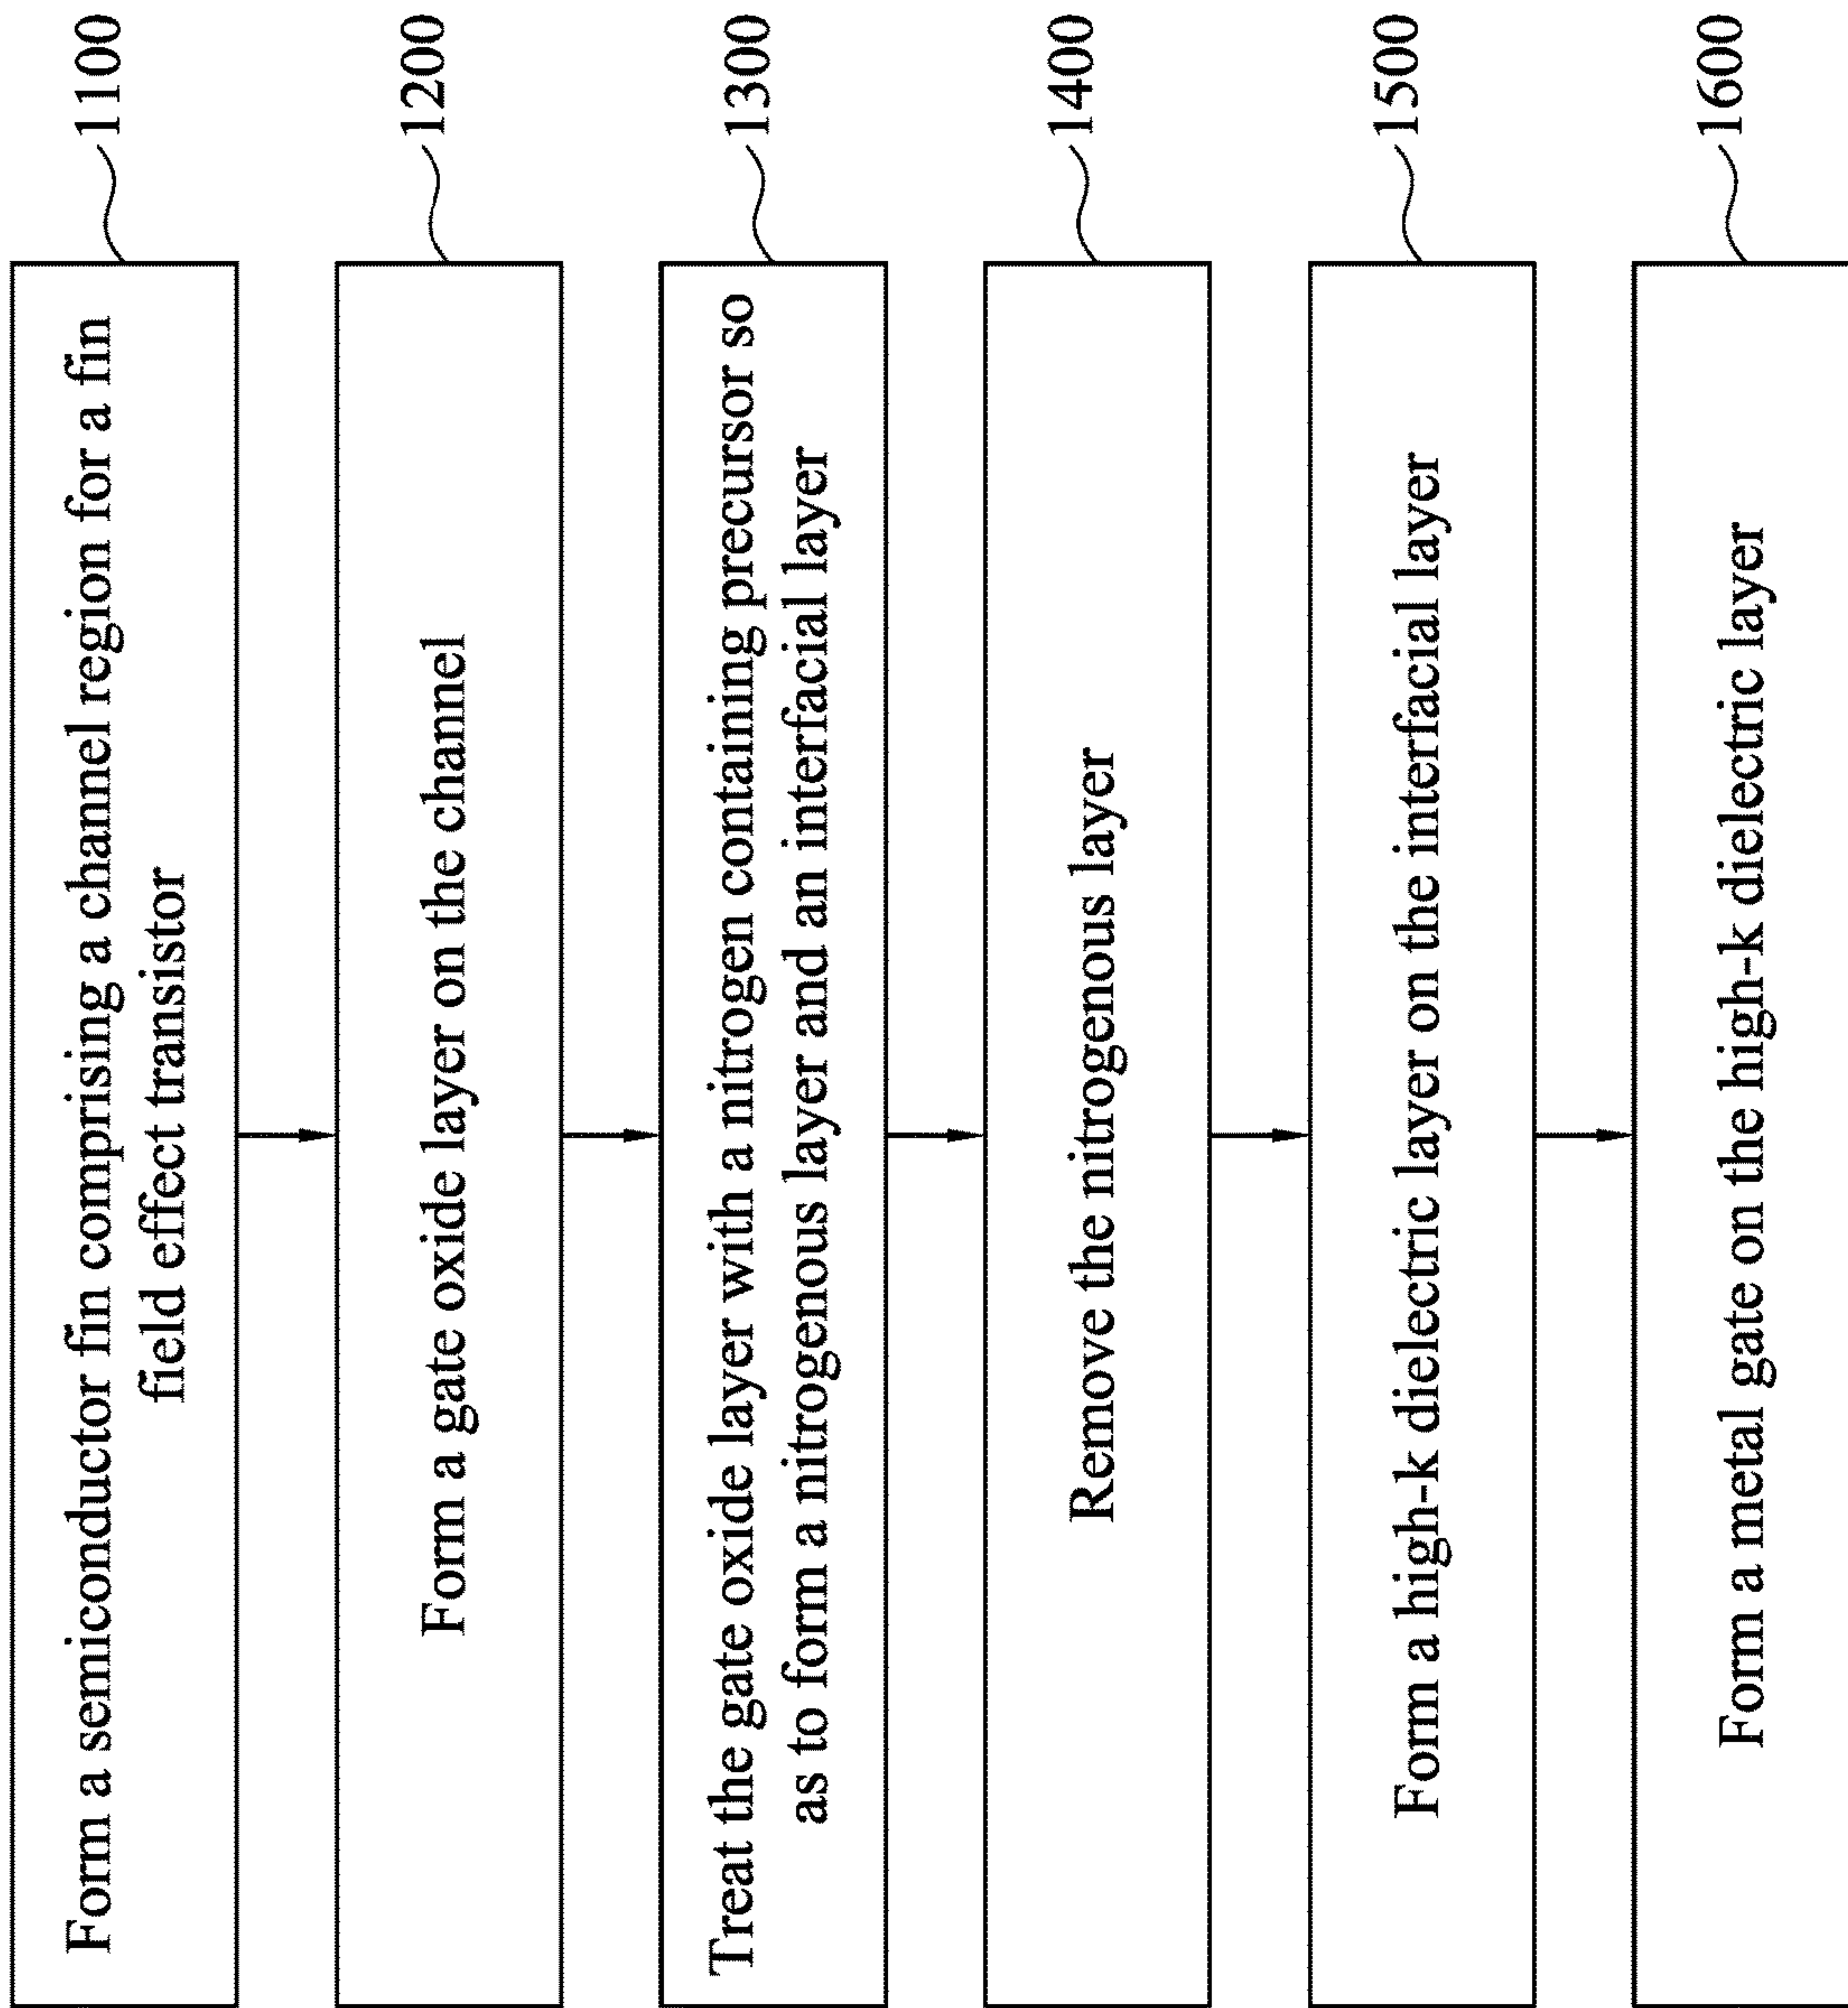 Form a semiconductor fin comprising a channel region for a fin
field effect transistor
1100
Form a gate oxide layer on the channel
1200
Treat the gate oxide layer with a nitrogen containing precursor so
as to form a nitrogenous layer and an interfacial layer
1300
Remove the nitrogenous layer
1400
Form a high-k dielectric layer on the interfacial layer
1500
Form a metal gate on the high-k dielectric layer
1600